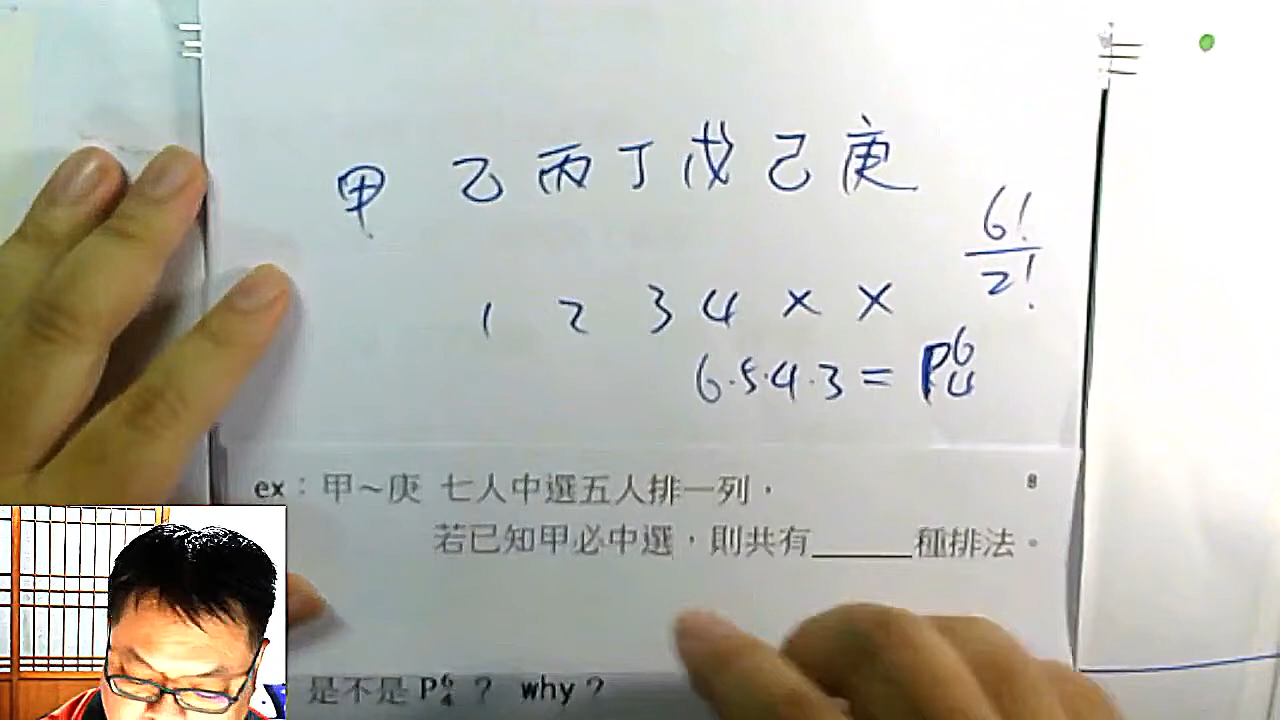 甲 乙 丙 丁 戊 己 庚
6!
2!
1 2 3 4 × ×
6·5·4·3 = P⁶₄
ex:甲~庚 七人中選五人排一列,
8
若已知甲必中選,則共有______種排法。
是不是 P⁶₄ ? why?